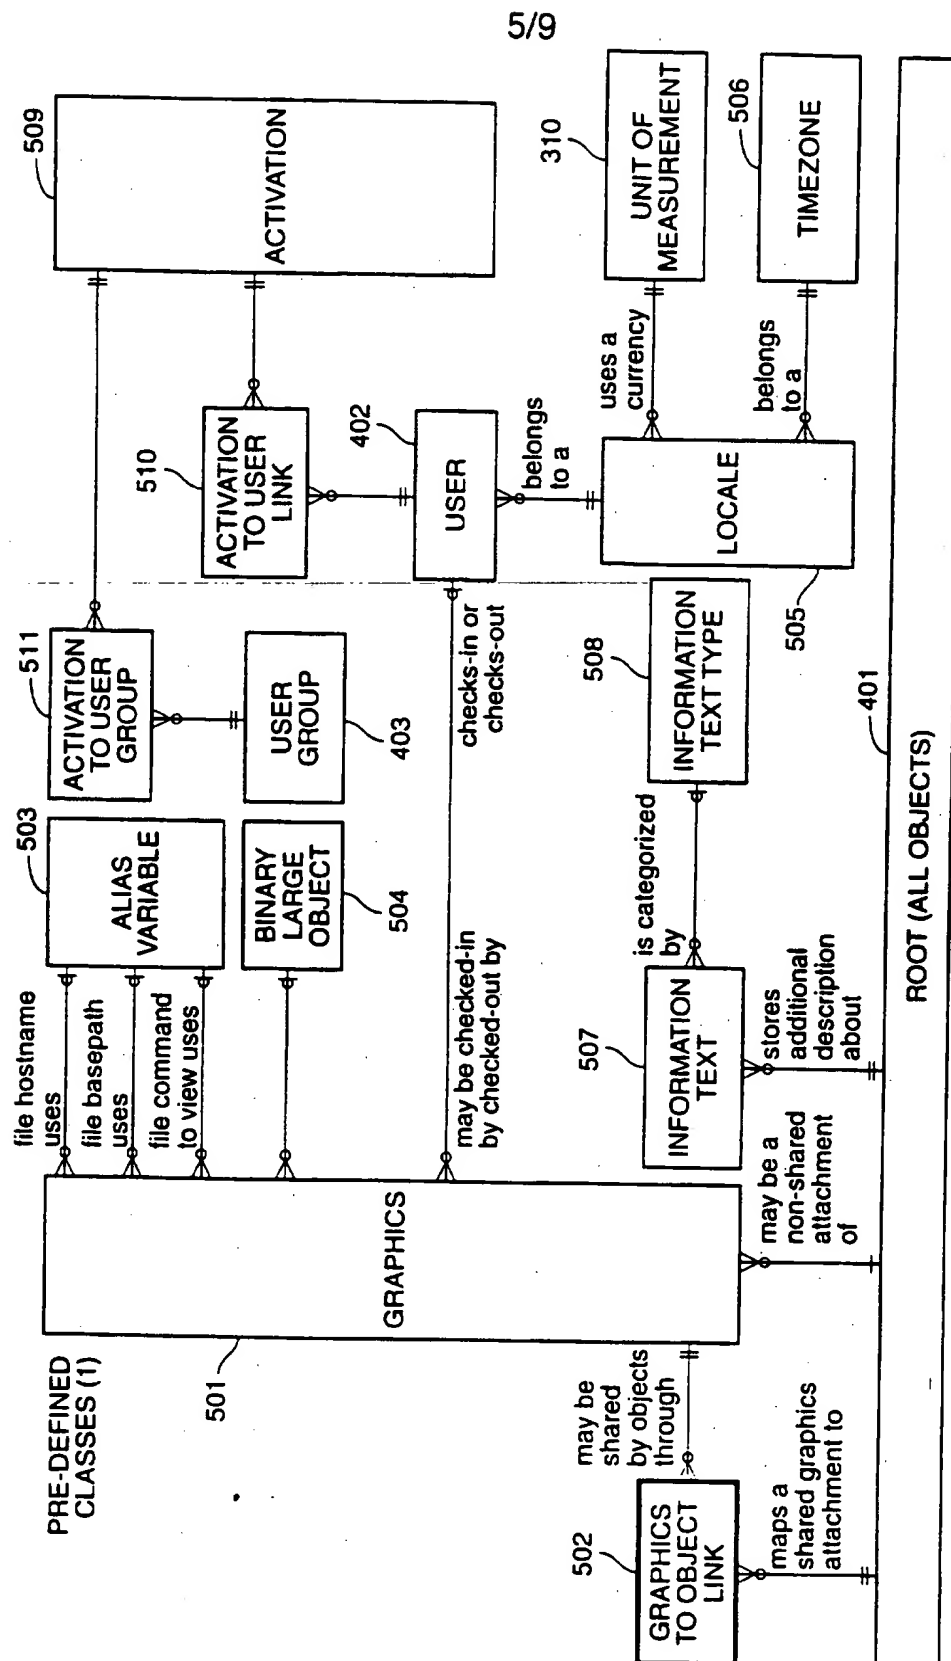 5/9
PRE-DEFINED
CLASSES (1)
501
GRAPHICS
file hostname
uses
file basepath
uses
file command
to view uses
503
ALIAS
VARIABLE
BINARY
LARGE
OBJECT
504
511
ACTIVATION
TO USER
GROUP
USER
GROUP
403
509
ACTIVATION
510
ACTIVATION
TO USER
LINK
402
USER
may be checked-in
by checked-out by
checks-in or
checks-out
belongs
to a
LOCALE
505
uses a
currency
310
UNIT OF
MEASUREMENT
belongs
to a
506
TIMEZONE
507
INFORMATION
TEXT
is categorized
by
508
INFORMATION
TEXT TYPE
stores
additional
description
about
may be a
non-shared
attachment
of
may be
shared
by objects
through
502
GRAPHICS
TO OBJECT
LINK
maps a
shared graphics
attachment to
401
ROOT (ALL OBJECTS)